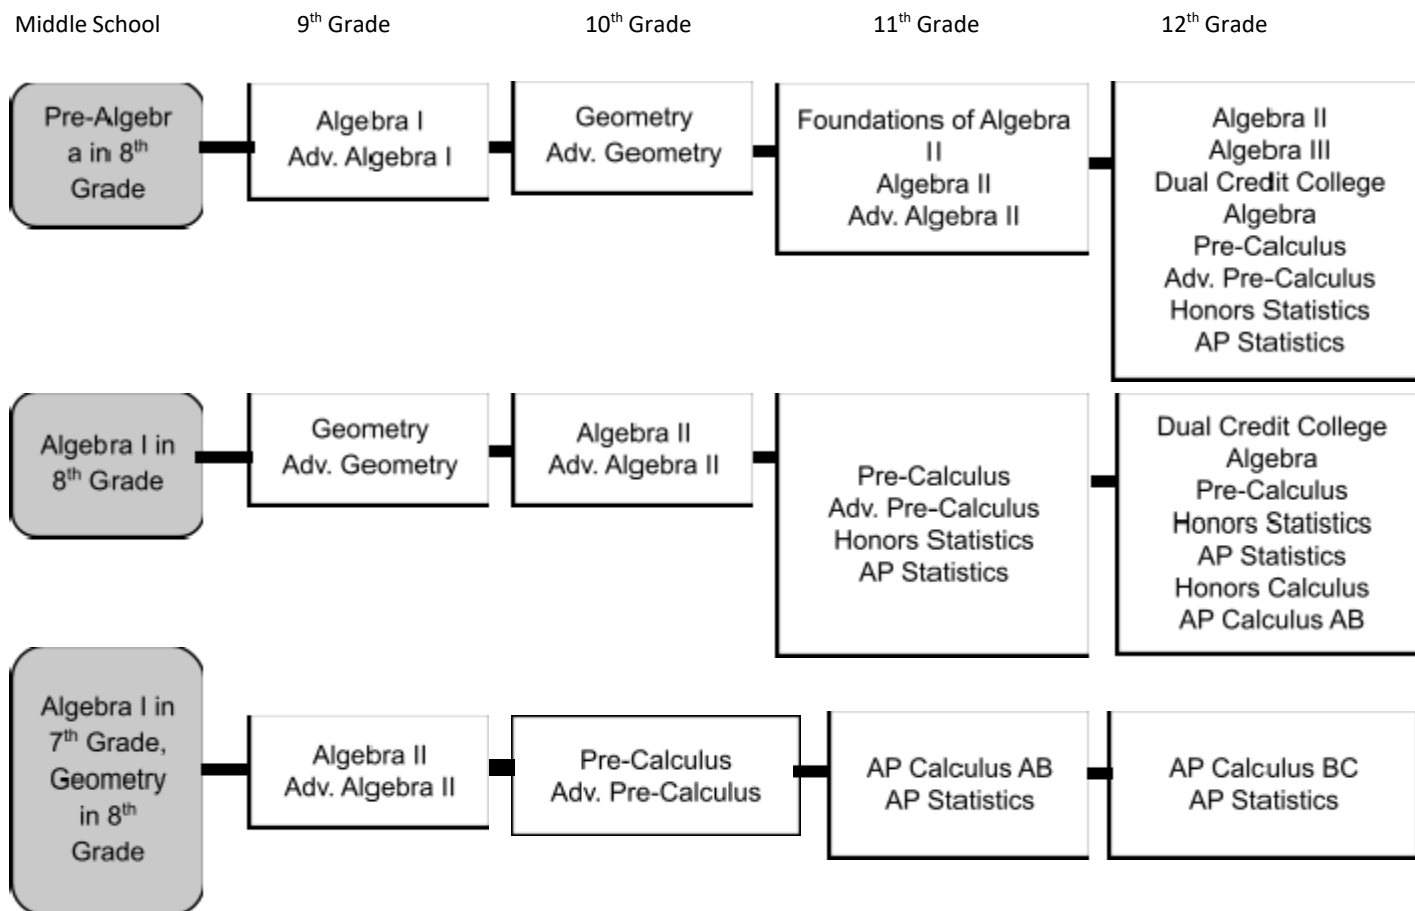 Middle School
9th Grade
10th Grade
11th Grade
12th Grade
Pre-Algebr
a in 8th
Grade
Algebra I
Adv. Algebra I
Geometry
Adv. Geometry
Foundations of Algebra
II
Algebra II
Adv. Algebra II
Algebra II
Algebra III
Dual Credit College
Algebra
Pre-Calculus
Adv. Pre-Calculus
Honors Statistics
AP Statistics
Algebra I in
8th Grade
Geometry
Adv. Geometry
Algebra II
Adv. Algebra II
Pre-Calculus
Adv. Pre-Calculus
Honors Statistics
AP Statistics
Dual Credit College
Algebra
Pre-Calculus
Honors Statistics
AP Statistics
Honors Calculus
AP Calculus AB
Algebra I in
7th Grade,
Geometry
in 8th
Grade
Algebra II
Adv. Algebra II
Pre-Calculus
Adv. Pre-Calculus
AP Calculus AB
AP Statistics
AP Calculus BC
AP Statistics